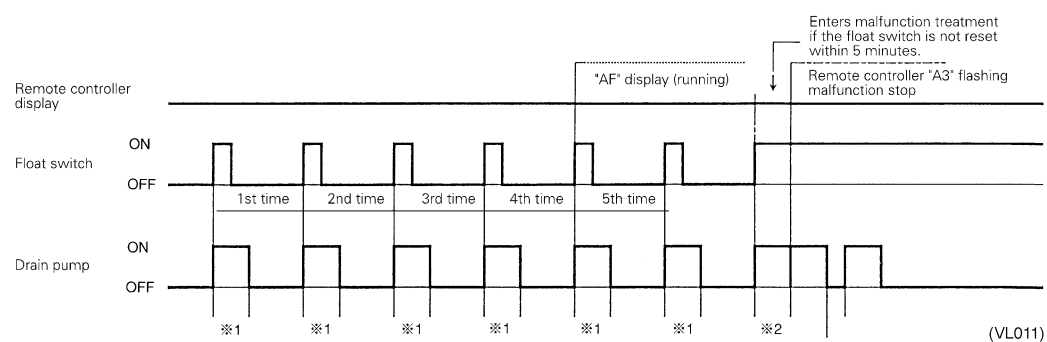 Enters malfunction treatment
if the float switch is not reset
within 5 minutes.
"AF" display (running)
Remote controller "A3" flashing
malfunction stop
Remote controller
display
ON
Float switch
OFF
1st time 2nd time 3rd time 4th time 5th time
ON
Drain pump
OFF
※1 ※1 ※1 ※1 ※1 ※1 ※2
(VL011)